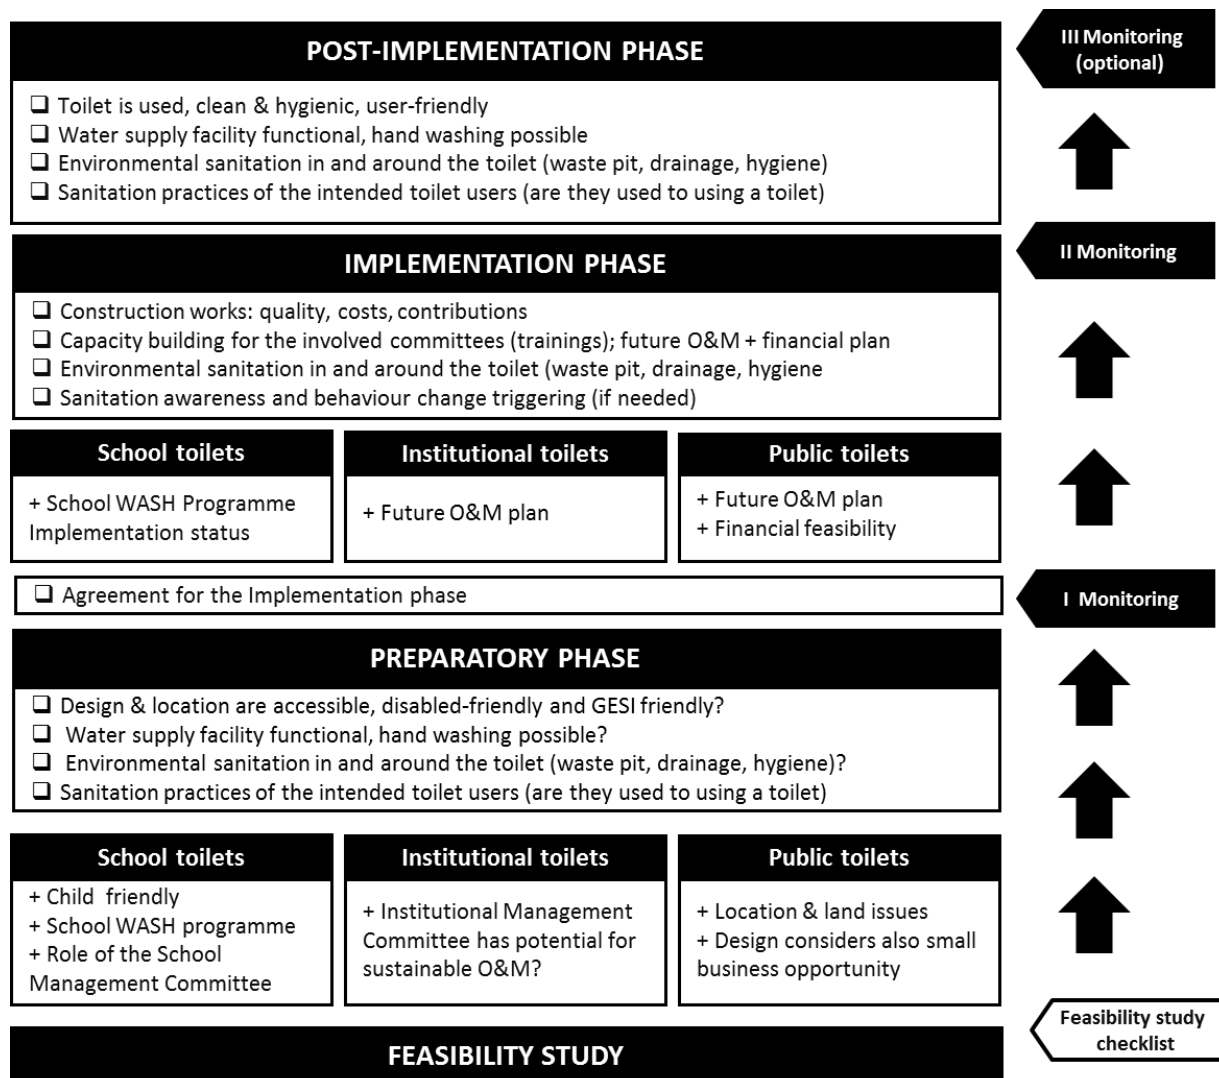 POST-IMPLEMENTATION PHASE
❑ Toilet is used, clean & hygienic, user-friendly
❑ Water supply facility functional, hand washing possible
❑ Environmental sanitation in and around the toilet (waste pit, drainage, hygiene)
❑ Sanitation practices of the intended toilet users (are they used to using a toilet)
III Monitoring
(optional)
IMPLEMENTATION PHASE
❑ Construction works: quality, costs, contributions
❑ Capacity building for the involved committees (trainings); future O&M + financial plan
❑ Environmental sanitation in and around the toilet (waste pit, drainage, hygiene
❑ Sanitation awareness and behaviour change triggering (if needed)
II Monitoring
School toilets
+ School WASH Programme
Implementation status
Institutional toilets
+ Future O&M plan
Public toilets
+ Future O&M plan
+ Financial feasibility
❑ Agreement for the Implementation phase
I Monitoring
PREPARATORY PHASE
❑ Design & location are accessible, disabled-friendly and GESI friendly?
❑ Water supply facility functional, hand washing possible?
❑ Environmental sanitation in and around the toilet (waste pit, drainage, hygiene)?
❑ Sanitation practices of the intended toilet users (are they used to using a toilet)
School toilets
+ Child friendly
+ School WASH programme
+ Role of the School
Management Committee
Institutional toilets
+ Institutional Management
Committee has potential for
sustainable O&M?
Public toilets
+ Location & land issues
+ Design considers also small
business opportunity
FEASIBILITY STUDY
Feasibility study
checklist